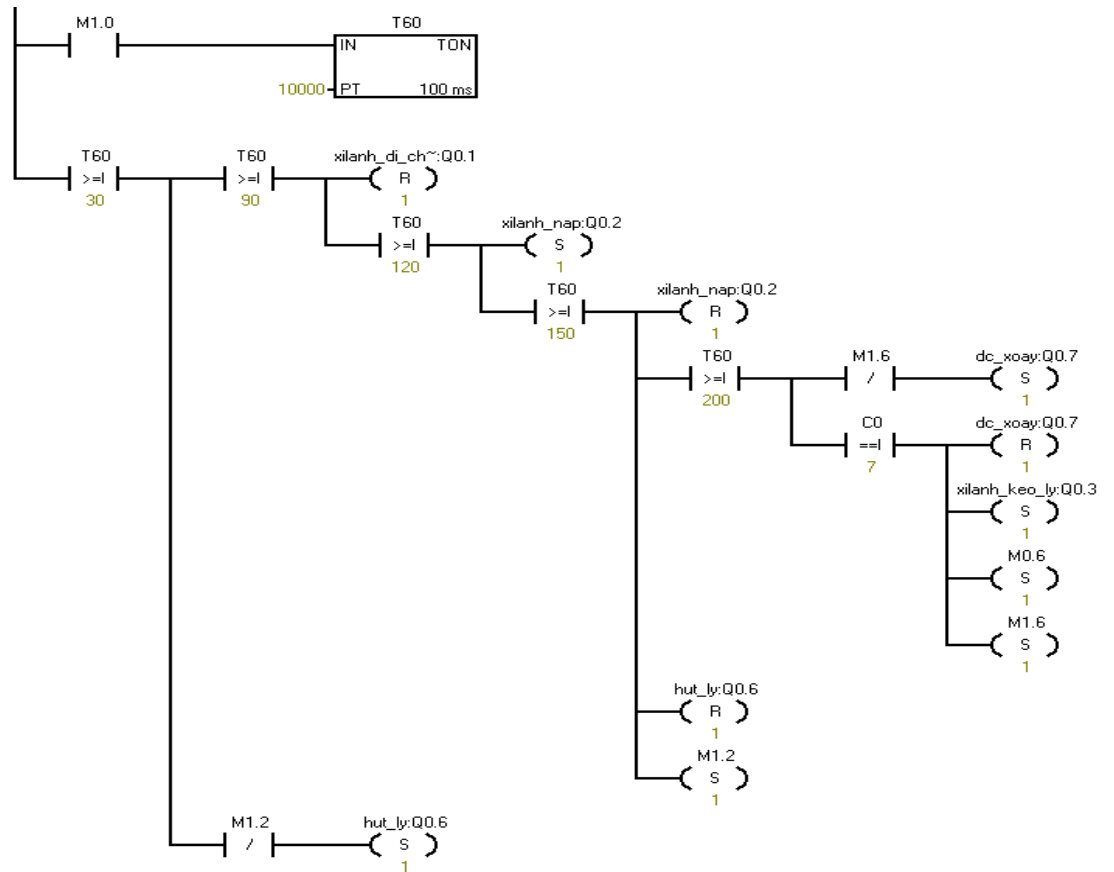 M1.0 T60
IN TON
10000 PT 100 ms
T60 T60 xilanh_di_ch~:Q0.1
>=I >=I R
30 90 1
T60 xilanh_nap:Q0.2
>=I S
120 1
T60 xilanh_nap:Q0.2
>=I R
150 1
T60 M1.6 dc_xoay:Q0.7
>=I / S
200 1
C0 dc_xoay:Q0.7
==I R
7 1
xilanh_keo_ly:Q0.3
S
1
M0.6
S
1
M1.6
S
1
hut_ly:Q0.6
R
1
M1.2
S
1
M1.2 hut_ly:Q0.6
/ S
1